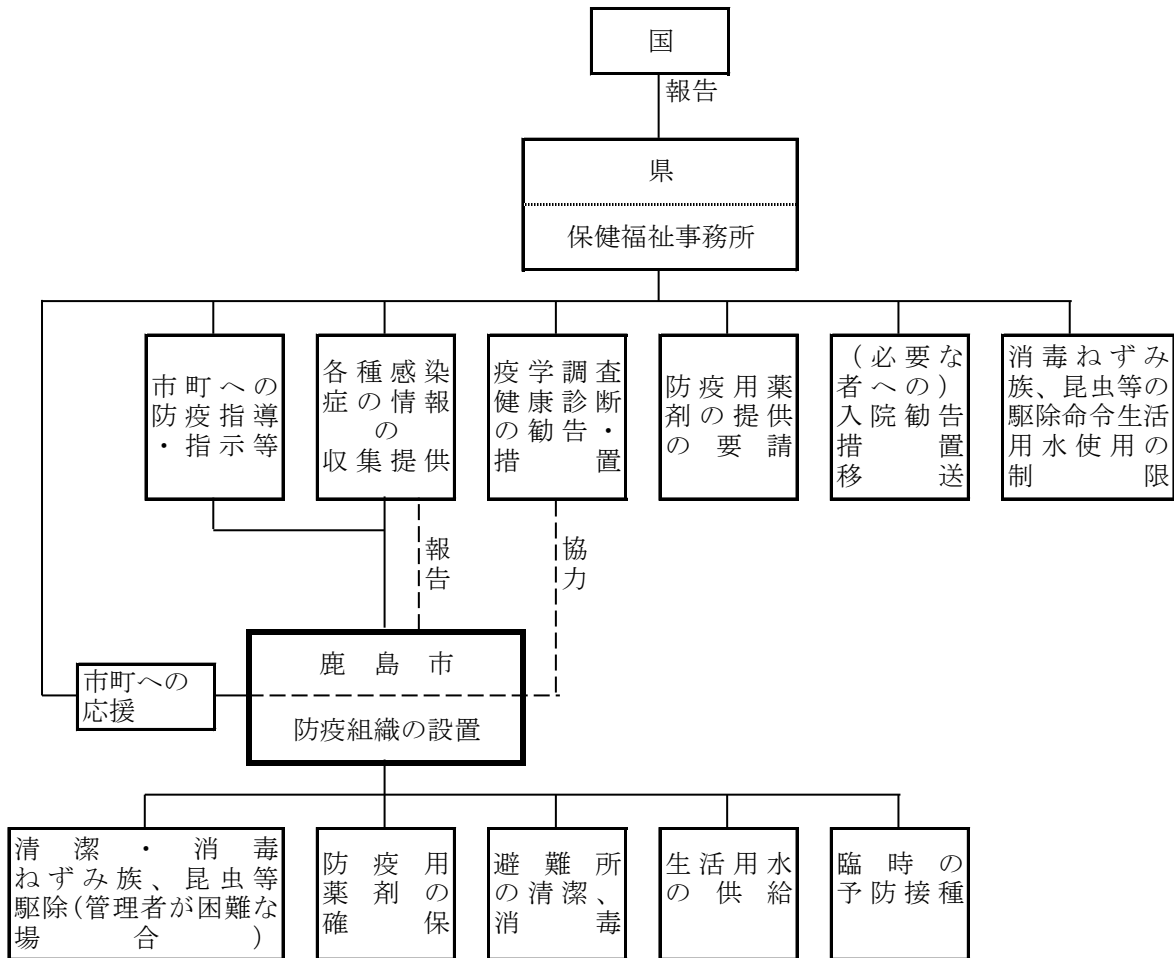 国
報告
県
保健福祉事務所
市町への
防疫指導
・指示等
各種感染
症の情報
の
収集提供
疫学調査
健康診断
の勧告・
措置
防疫用薬
剤の提供
の要請
（必要な
者への）
入院勧告
措置
移送
消毒ねずみ
族、昆虫等の
駆除命令生活
用水使用の
制限
報告
協力
鹿島市
防疫組織の設置
市町への
応援
清潔・消毒
ねずみ族、昆虫等
駆除(管理者が困難な
場合)
防疫用
薬剤の
確保
避難所
の清潔、
消毒
生活用水
の供給
臨時の
予防接種